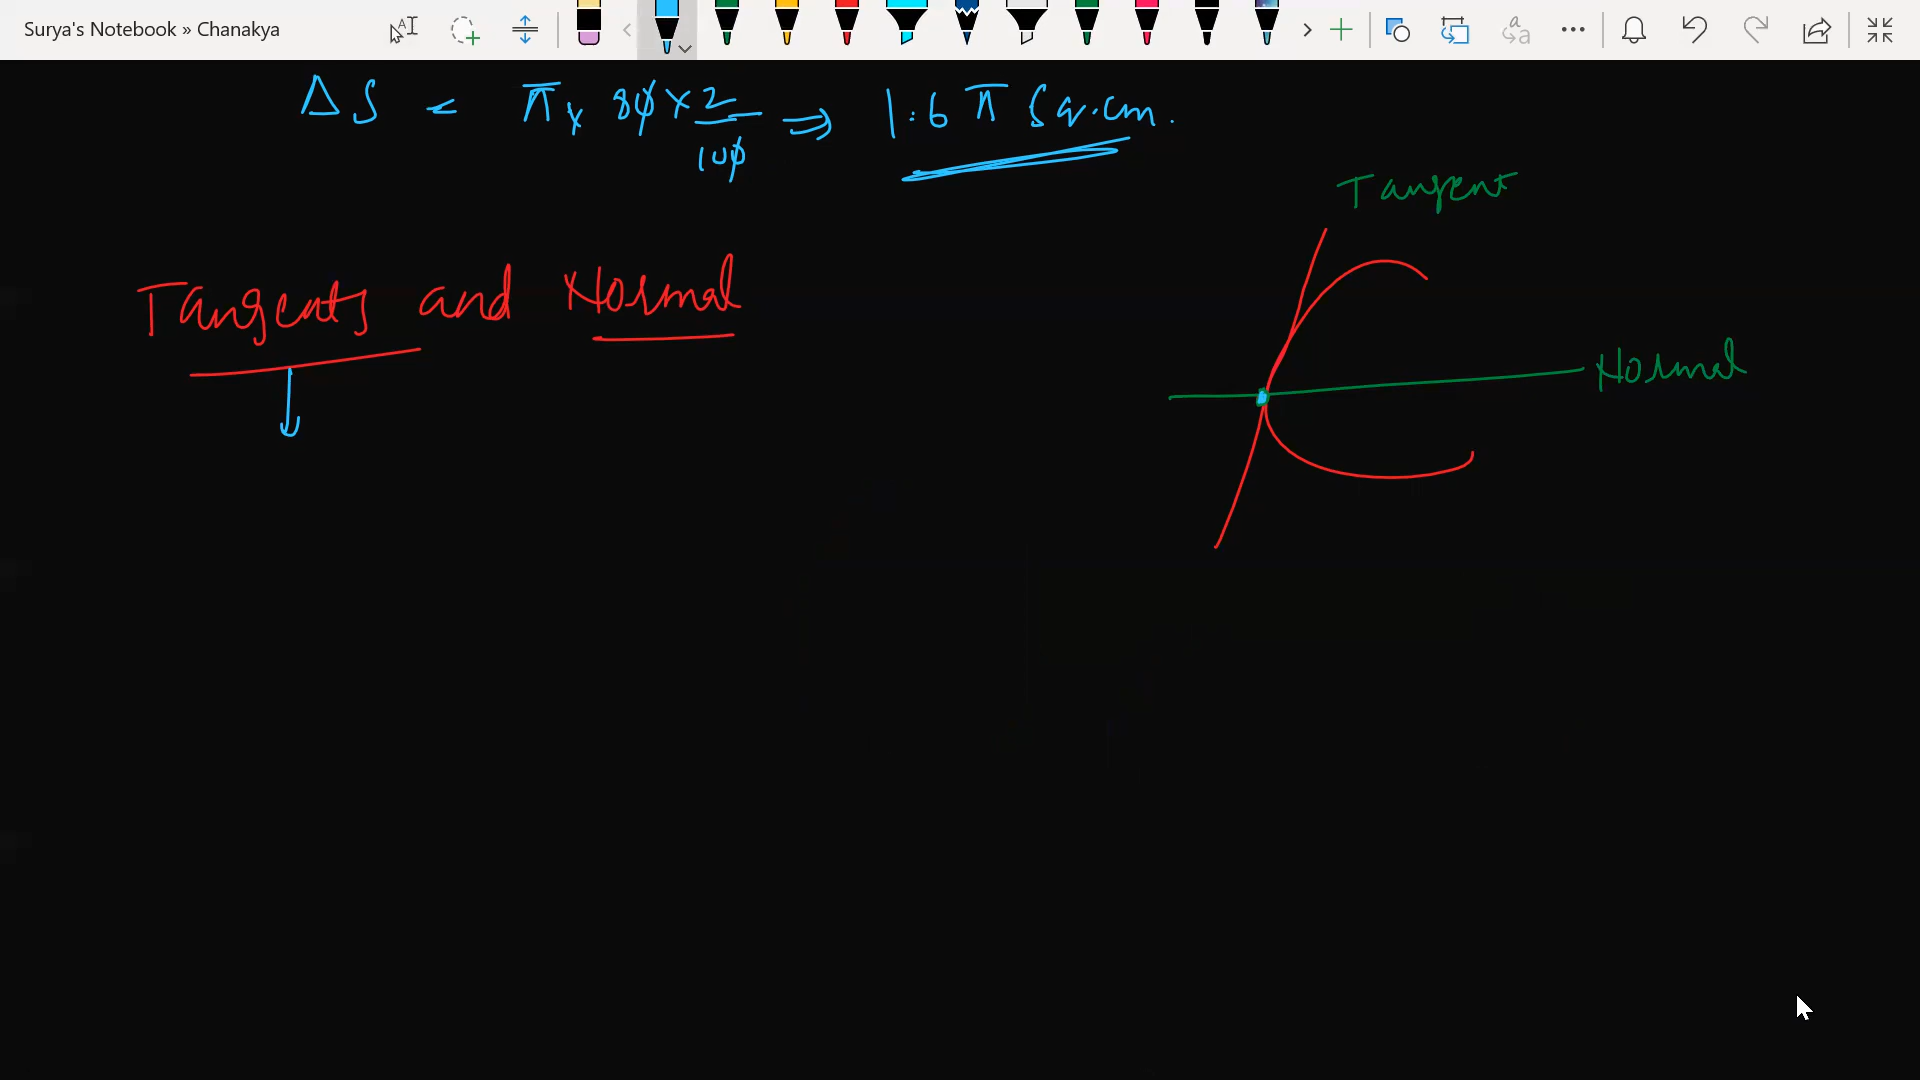 Surya's Notebook » Chanakya
ΔS = π × 80 × 2/100 ⇒ 1.6 π Sq.cm.
Tangent
Tangents and Normal
Normal